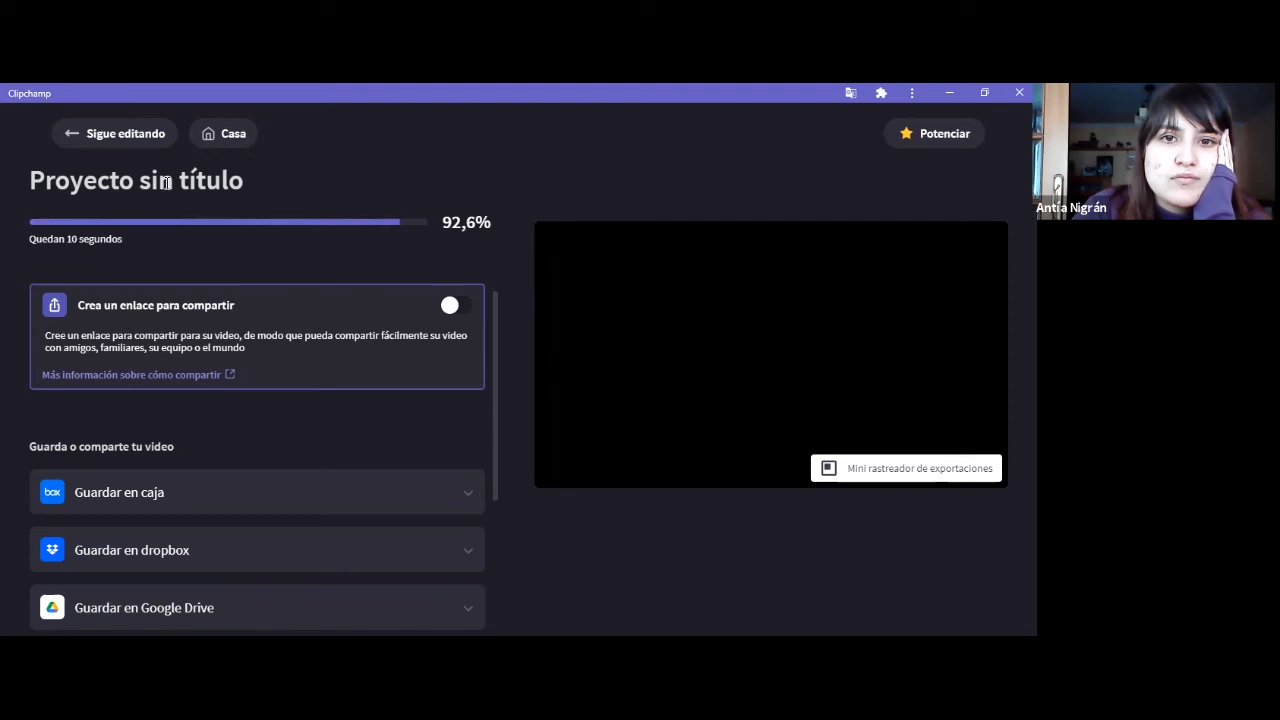 Clipchamp
Sigue editando
Casa
Potenciar
Proyecto sin título
92,6%
Quedan 10 segundos
Crea un enlace para compartir
Cree un enlace para compartir para su video, de modo que pueda compartir fácilmente su video
con amigos, familiares, su equipo o el mundo
Más información sobre cómo compartir
Guarda o comparte tu video
box Guardar en caja
Guardar en dropbox
Guardar en Google Drive
Mini rastreador de exportaciones
Antía Nigrán